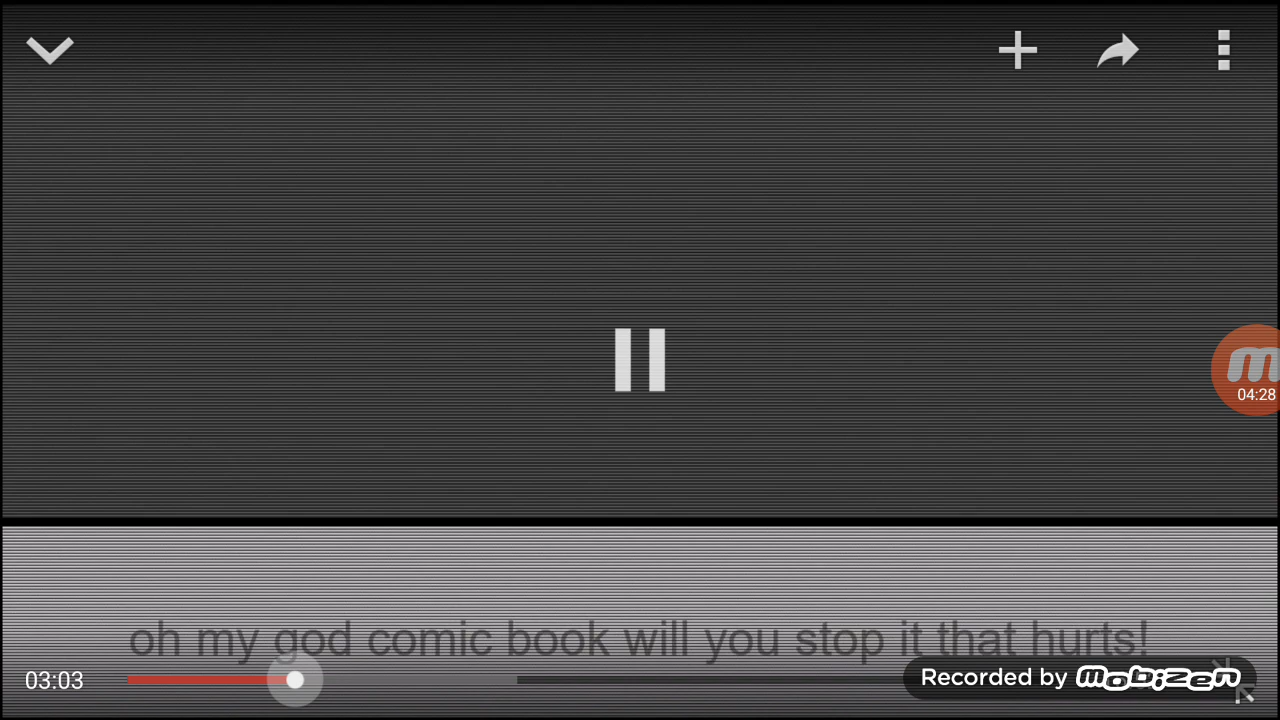 m
04:28
oh my god comic book will you stop it that hurts!
03:03
Recorded by mobizen